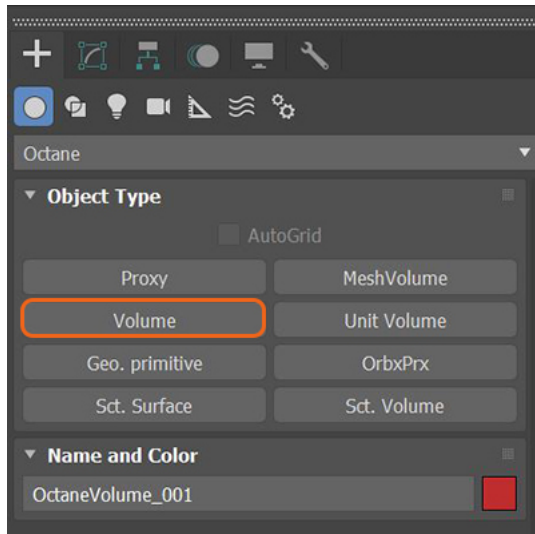 Octane
Object Type
AutoGrid
Proxy MeshVolume
Volume Unit Volume
Geo. primitive OrbxPrx
Sct. Surface Sct. Volume
Name and Color
OctaneVolume_001